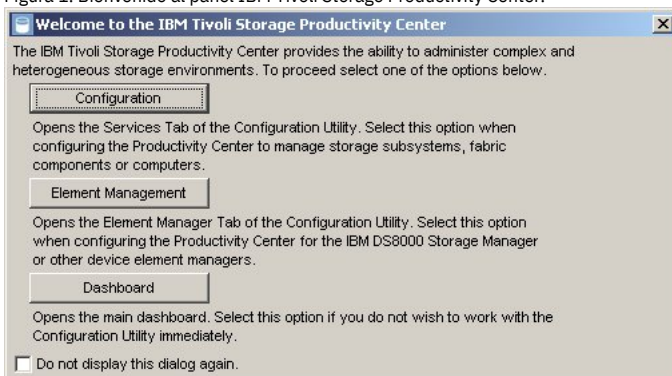 Figura 1. Bienvenido al panel IBM Tivoli Storage Productivity Center.
Welcome to the IBM Tivoli Storage Productivity Center
The IBM Tivoli Storage Productivity Center provides the ability to administer complex and
heterogeneous storage environments. To proceed select one of the options below.
Configuration
Opens the Services Tab of the Configuration Utility. Select this option when
configuring the Productivity Center to manage storage subsystems, fabric
components or computers.
Element Management
Opens the Element Manager Tab of the Configuration Utility. Select this option
when configuring the Productivity Center for the IBM DS8000 Storage Manager
or other device element managers.
Dashboard
Opens the main dashboard. Select this option if you do not wish to work with the
Configuration Utility immediately.
Do not display this dialog again.